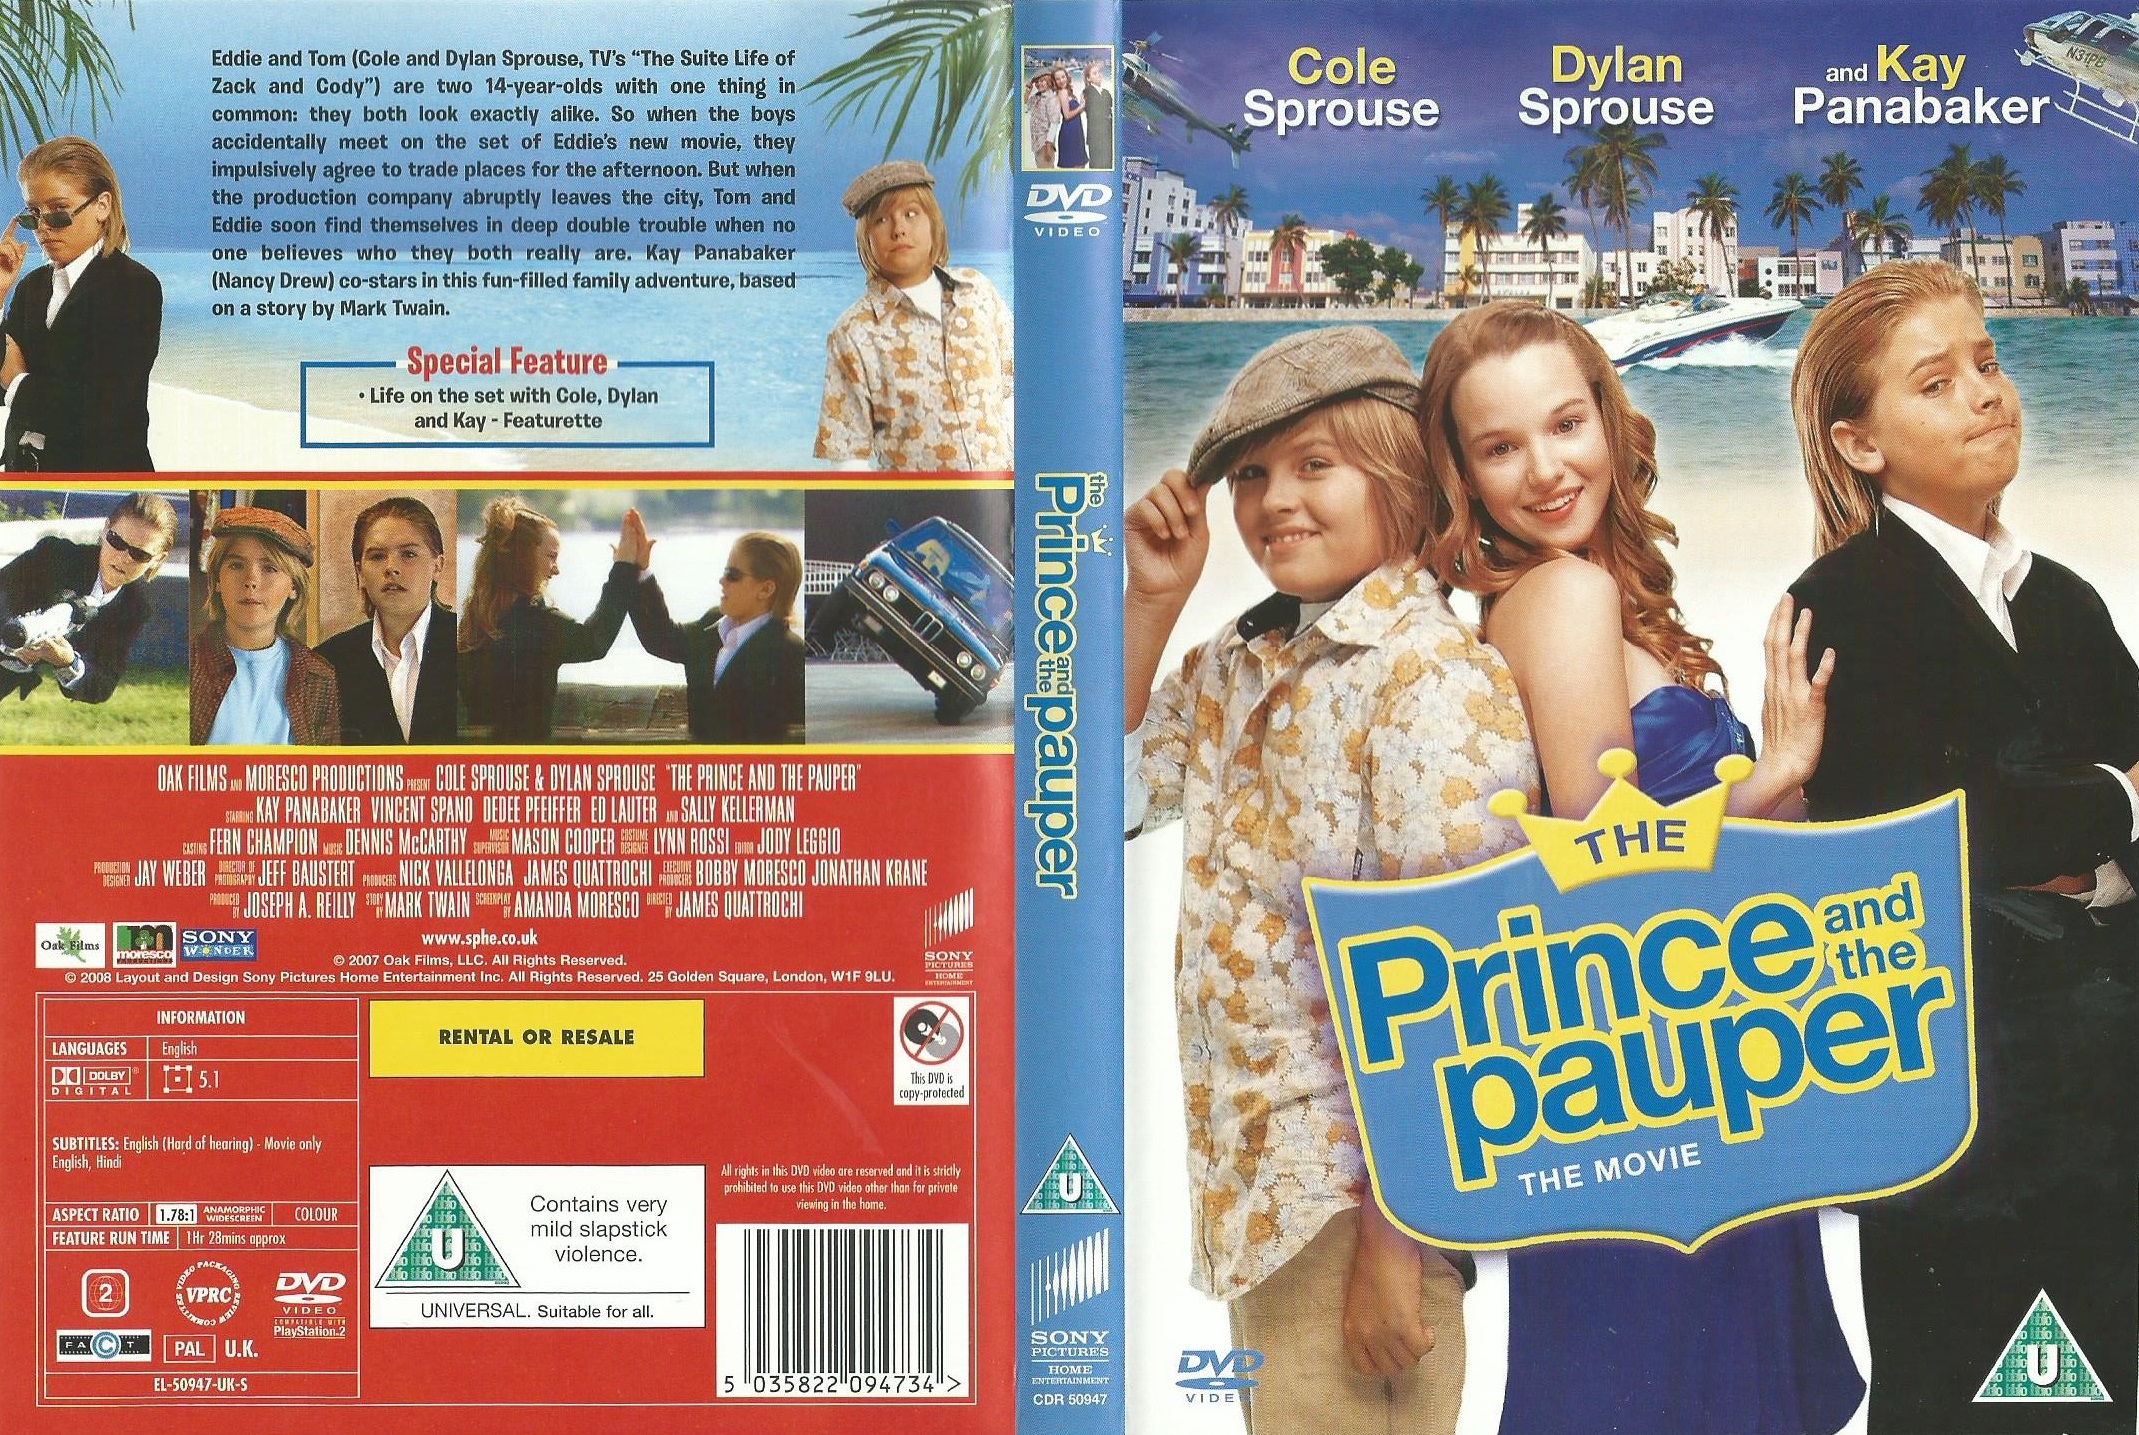 Eddie and Tom (Cole and Dylan Sprouse, TV's "The Suite Life of
Zack and Cody") are two 14-year-olds with one thing in
common: they both look exactly alike. So when the boys
accidentally meet on the set of Eddie's new movie, they
impulsively agree to trade places for the afternoon. But when
the production company abruptly leaves the city, Tom and
Eddie soon find themselves in deep double trouble when no
one believes who they both really are. Kay Panabaker
(Nancy Drew) co-stars in this fun-filled family adventure, based
on a story by Mark Twain.
Special Feature
• Life on the set with Cole, Dylan
and Kay - Featurette
OAK FILMS AND MORESCO PRODUCTIONS PRESENT COLE SPROUSE & DYLAN SPROUSE "THE PRINCE AND THE PAUPER"
STARRING KAY PANABAKER VINCENT SPANO DEDEE PFEIFFER ED LAUTER AND SALLY KELLERMAN
CASTING FERN CHAMPION MUSIC DENNIS McCARTHY MUSIC SUPERVISOR MASON COOPER COSTUME DESIGNER LYNN ROSSI EDITOR JODY LEGGIO
PRODUCTION DESIGNER JAY WEBER DIRECTOR OF PHOTOGRAPHY JEFF BAUSTERT PRODUCERS NICK VALLELONGA JAMES QUATTROCHI EXECUTIVE PRODUCERS BOBBY MORESCO JONATHAN KRANE
PRODUCED BY JOSEPH A. REILLY STORY BY MARK TWAIN SCREENPLAY BY AMANDA MORESCO DIRECTED BY JAMES QUATTROCHI
Oak Films
moresco
SONY
WONDER
www.sphe.co.uk
© 2007 Oak Films, LLC. All Rights Reserved.
© 2008 Layout and Design Sony Pictures Home Entertainment Inc. All Rights Reserved. 25 Golden Square, London, W1F 9LU.
SONY
PICTURES
HOME
ENTERTAINMENT
INFORMATION
LANGUAGES English
DOLBY
DIGITAL
5.1
SUBTITLES: English (Hard of hearing) - Movie only
English, Hindi
ASPECT RATIO 1.78:1 ANAMORPHIC WIDESCREEN COLOUR
FEATURE RUN TIME 1Hr 28mins approx
2
VIDEO PACKAGING REVIEW COMMITTEE
VPRC
DVD
VIDEO
COMPATIBLE WITH
PlayStation.2
FACT
PAL U.K.
EL-50947-UK-S
RENTAL OR RESALE
This DVD is
copy-protected
U
Contains very
mild slapstick
violence.
UNIVERSAL. Suitable for all.
All rights in this DVD video are reserved and it is strictly
prohibited to use this DVD video other than for private
viewing in the home.
5 035822 094734 >
DVD
VIDEO
the Prince and the pauper
U
SONY
PICTURES
HOME
ENTERTAINMENT
CDR 50947
Cole
Sprouse
Dylan
Sprouse
and Kay
Panabaker
N31PB
THE
Prince and the
pauper
THE MOVIE
DVD
VIDEO
U